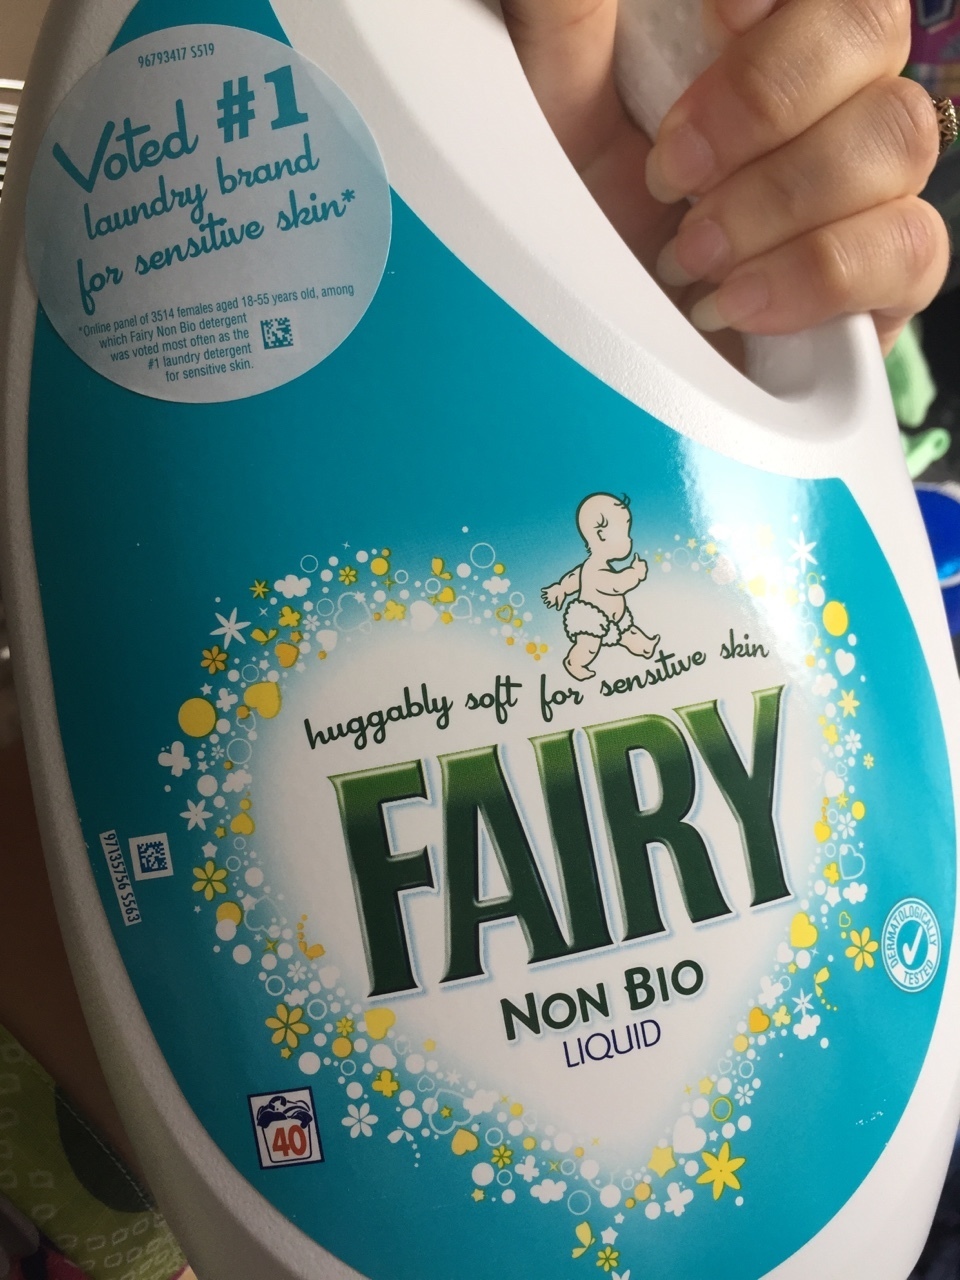 96793417 S519
Voted #1
laundry brand
for sensitive skin*
*Online panel of 3514 females aged 18-55 years old, among
which Fairy Non Bio detergent
was voted most often as the
#1 laundry detergent
for sensitive skin.
huggably soft for sensitive skin
FAIRY
NON BIO
LIQUID
97135756 S563
DERMATOLOGICALLY
TESTED
40